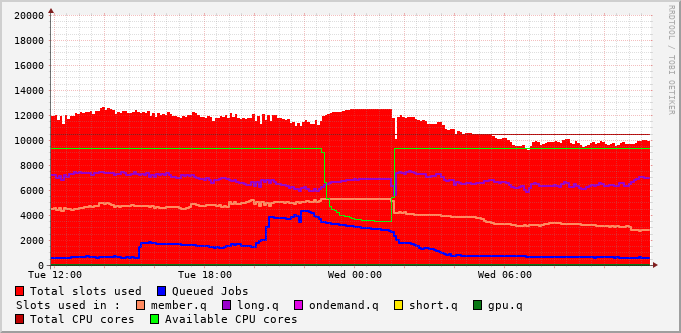 RRDTOOL / TOBI OETIKER
20000
18000
16000
14000
12000
10000
8000
6000
4000
2000
0
Tue 12:00 Tue 18:00 Wed 00:00 Wed 06:00
Total slots used Queued Jobs
Slots used in : member.q long.q ondemand.q short.q gpu.q
Total CPU cores Available CPU cores